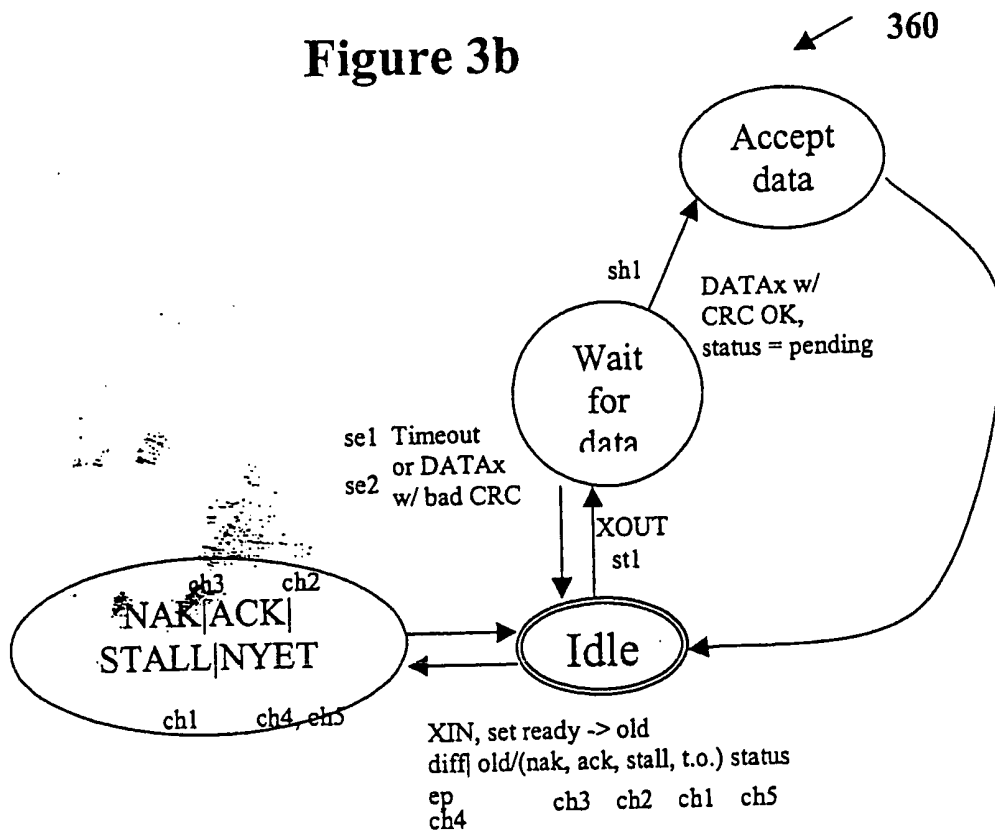 Figure 3b
360
Accept
data
sh1
DATAx w/
CRC OK,
status = pending
Wait
for
data
se1 Timeout
or DATAx
se2
w/ bad CRC
XOUT
st1
ch3 ch2
NAK|ACK|
STALL|NYET
ch1 ch4, ch5
Idle
XIN, set ready -> old
diff| old/(nak, ack, stall, t.o.) status
ep ch3 ch2 ch1 ch5
ch4